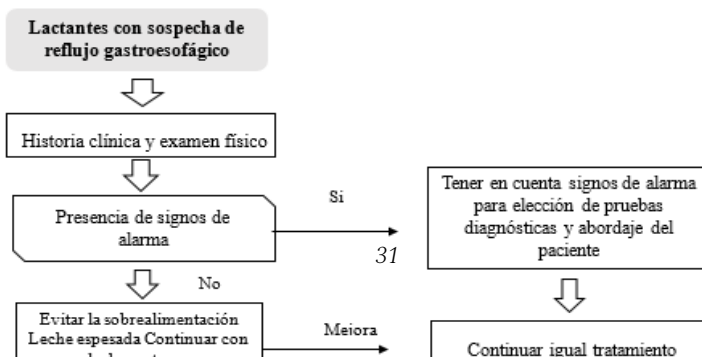 Lactantes con sospecha de
reflujo gastroesofágico
Historia clínica y examen físico
Presencia de signos de
alarma
Si
31
Tener en cuenta signos de alarma
para elección de pruebas
diagnósticas y abordaje del
paciente
No
Evitar la sobrealimentación
Leche espesada Continuar con
Mejora
Continuar igual tratamiento